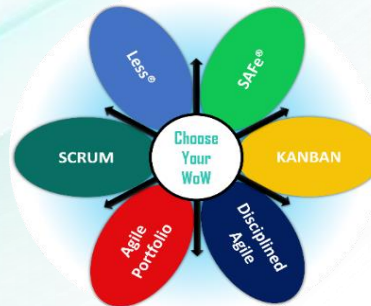 Less®
SAFe®
SCRUM
Choose
Your
WoW
KANBAN
Agile
Portfolio
Disciplined
Agile